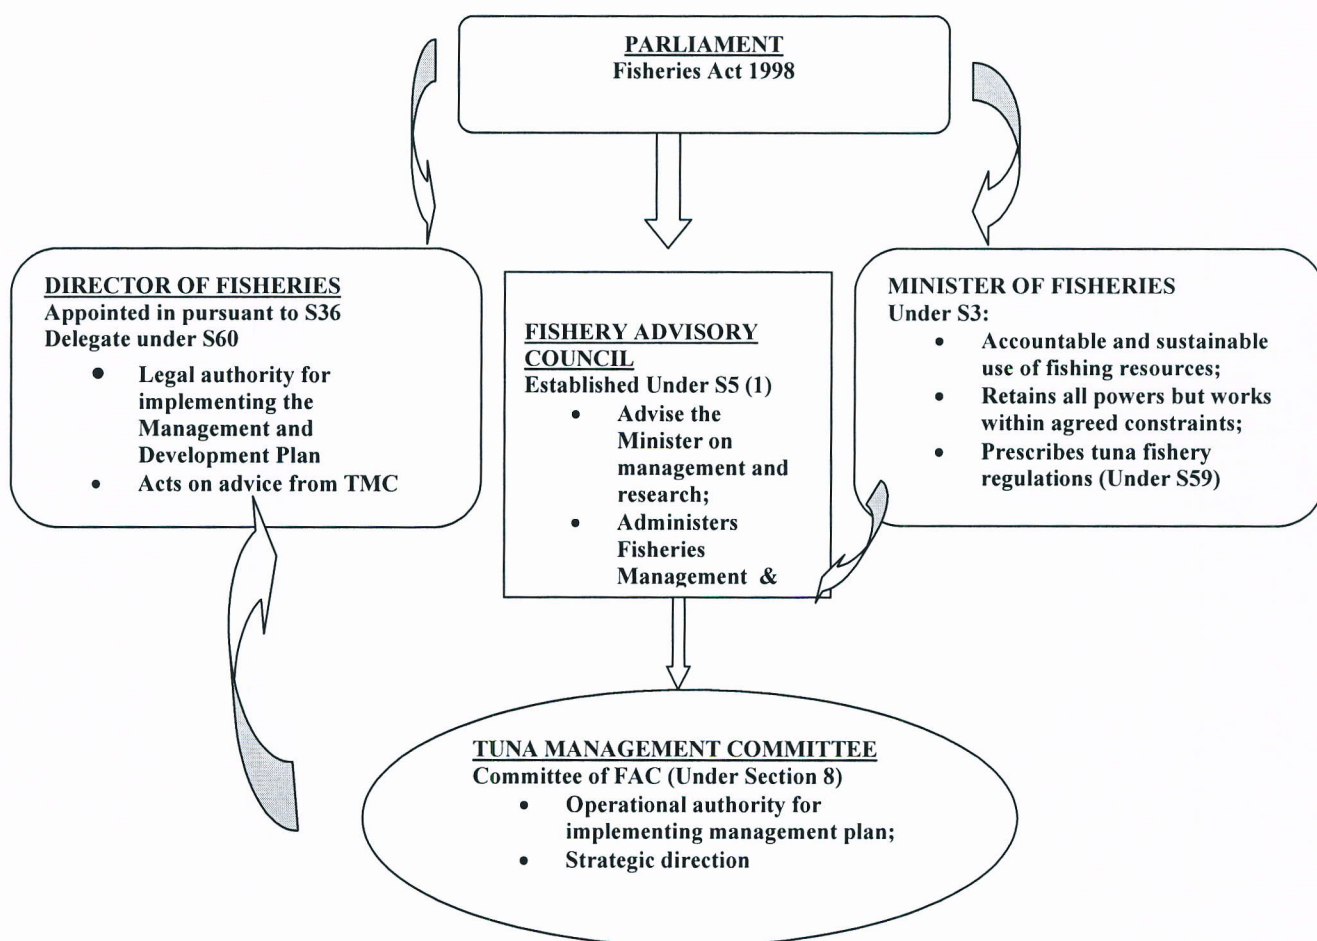 PARLIAMENT
Fisheries Act 1998
DIRECTOR OF FISHERIES
Appointed in pursuant to S36
Delegate under S60
• Legal authority for
implementing the
Management and
Development Plan
• Acts on advice from TMC
FISHERY ADVISORY
COUNCIL
Established Under S5 (1)
• Advise the
Minister on
management and
research;
• Administers
Fisheries
Management &
MINISTER OF FISHERIES
Under S3:
• Accountable and sustainable
use of fishing resources;
• Retains all powers but works
within agreed constraints;
• Prescribes tuna fishery
regulations (Under S59)
TUNA MANAGEMENT COMMITTEE
Committee of FAC (Under Section 8)
• Operational authority for
implementing management plan;
• Strategic direction